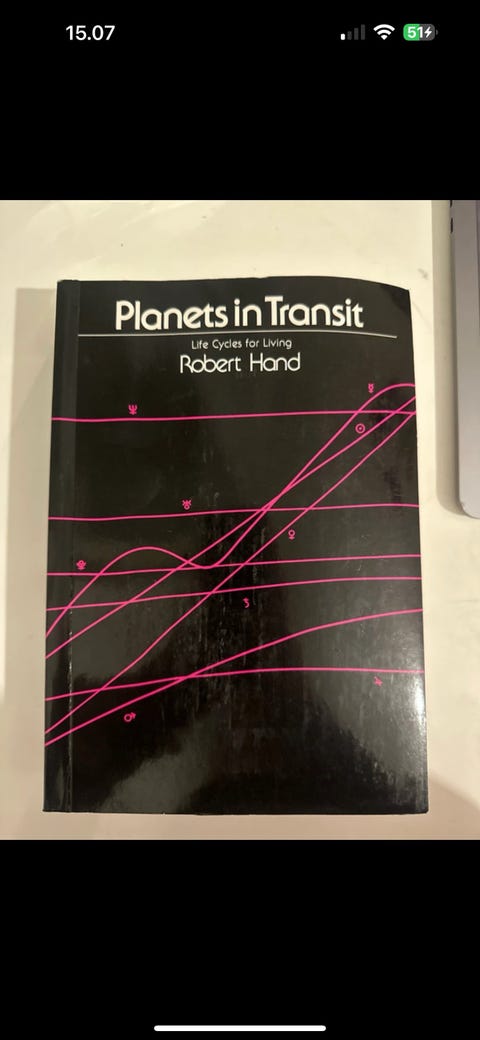 15.07
51
Planets in Transit
Life Cycles for Living
Robert Hand